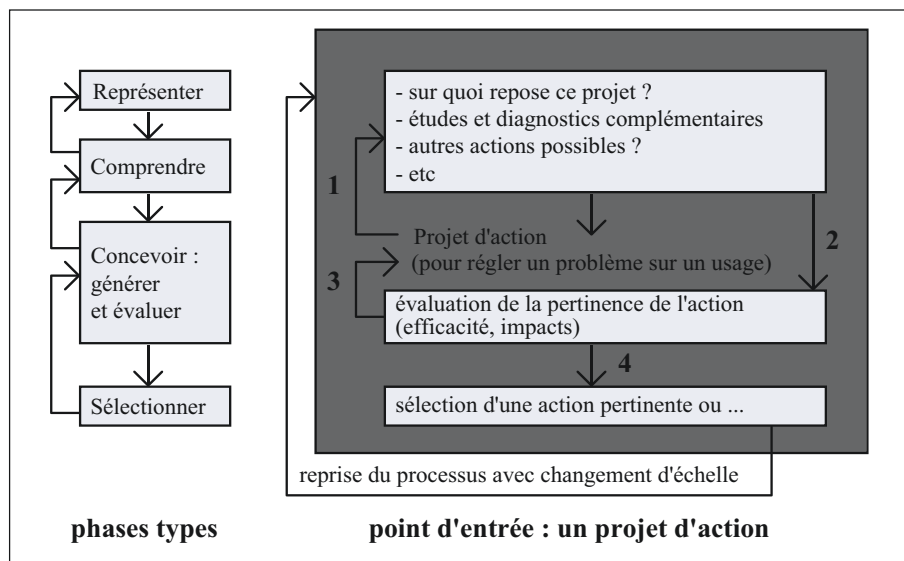 Représenter
Comprendre
Concevoir :
générer
et évaluer
Sélectionner
phases types
- sur quoi repose ce projet ?
- études et diagnostics complémentaires
- autres actions possibles ?
- etc
1
2
Projet d'action
(pour régler un problème sur un usage)
3
évaluation de la pertinence de l'action
(efficacité, impacts)
4
sélection d'une action pertinente ou ...
reprise du processus avec changement d'échelle
point d'entrée : un projet d'action